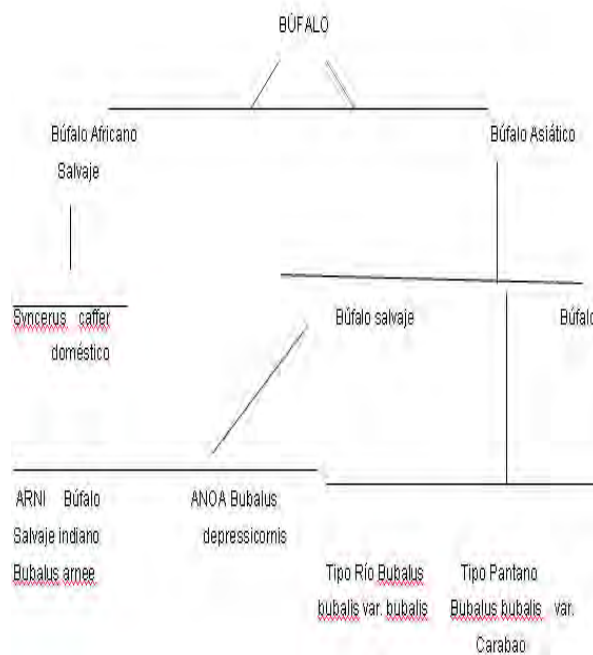 BÚFALO
Búfalo Africano
Salvaje
Búfalo Asiático
Syncerus caffer
doméstico
Búfalo salvaje
Búfalo
ARNI Búfalo
Salvaje indiano
Bubalus arnee
ANOA Bubalus
depressicornis
Tipo Río Bubalus
bubalis var. bubalis
Tipo Pantano
Bubalus bubalis var.
Carabao